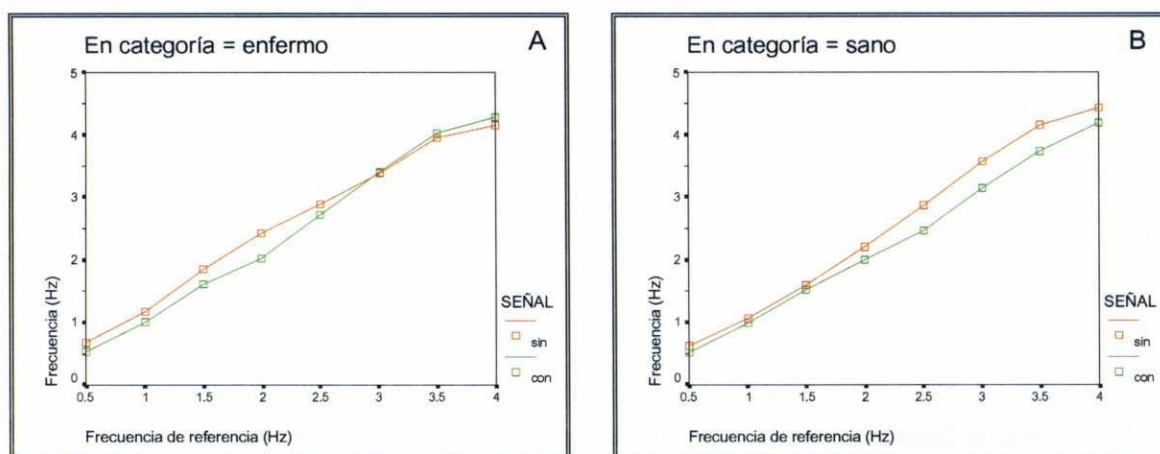 En categoría = enfermo
A
5
4
3
2
1
0
Frecuencia (Hz)
0.5 1 1.5 2 2.5 3 3.5 4
Frecuencia de referencia (Hz)
SEÑAL
sin
con
En categoría = sano
B
5
4
3
2
1
0
Frecuencia (Hz)
0.5 1 1.5 2 2.5 3 3.5 4
Frecuencia de referencia (Hz)
SEÑAL
sin
con